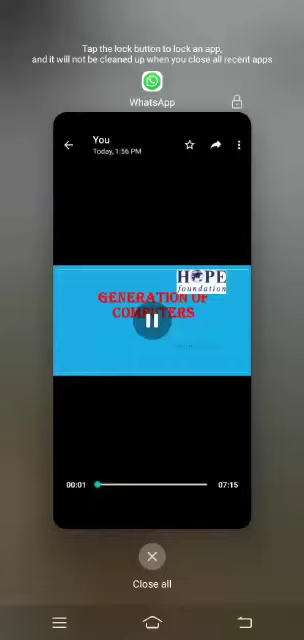 Tap the lock button to lock an app,
and it will not be cleaned up when you close all recent apps
WhatsApp
You
Today, 1:56 PM
HOPE
foundation
GENERATION OF
COMPUTERS
00:01
07:15
Close all